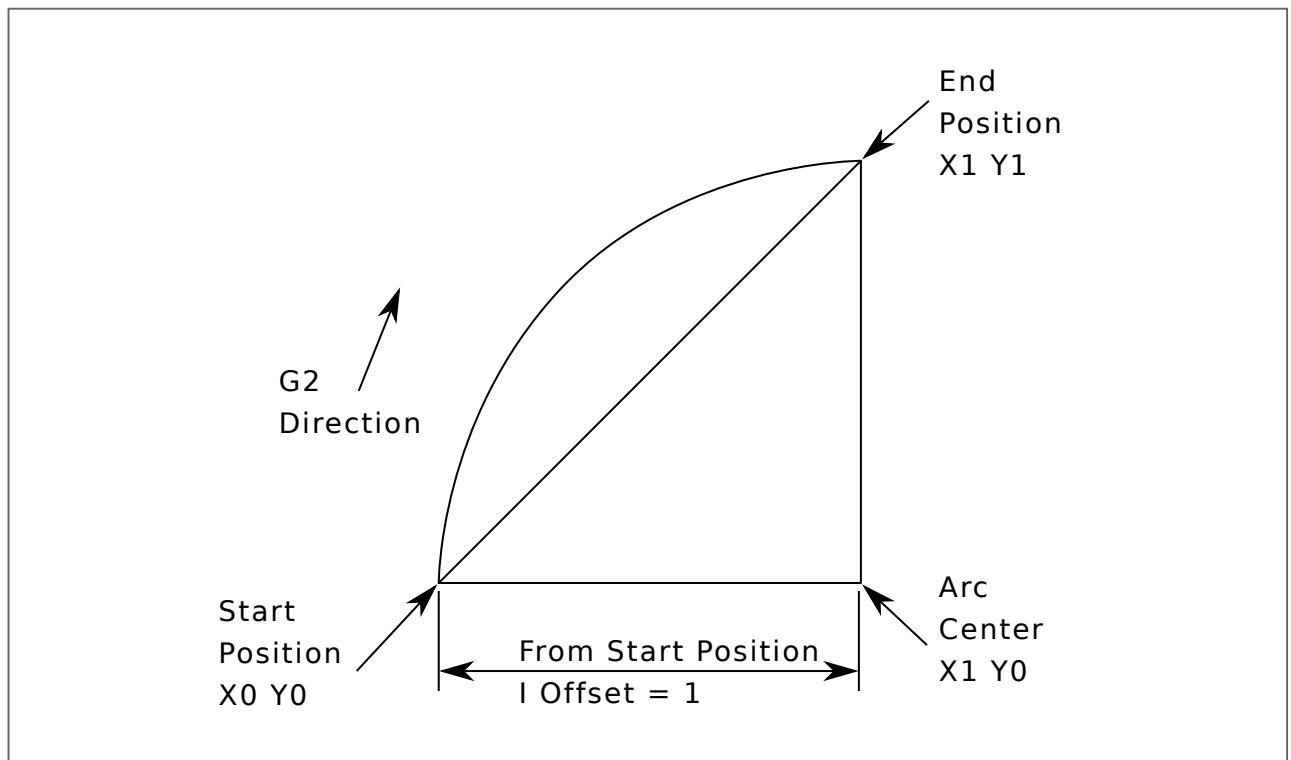 End
Position
X1 Y1
G2
Direction
Start
Position
X0 Y0
From Start Position
I Offset = 1
Arc
Center
X1 Y0